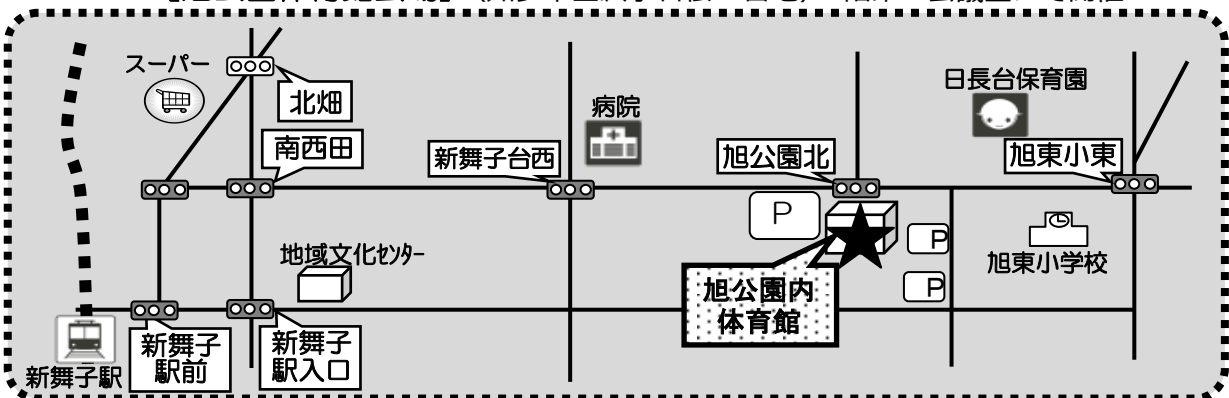 スーパー
北畑
南西田
新舞子台西
病院
旭公園北
日長台保育園
旭東小東
P
P
P
地域文化センター
旭公園内
体育館
旭東小学校
新舞子駅
新舞子
駅前
新舞子
駅入口